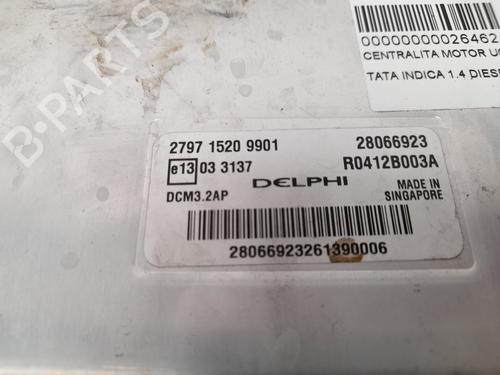 B-PARTS
00000000026462
CENTRALITA MOTOR
TATA INDICA 1.4
2797 1520 9901 28066923
e13 03 3137 R0412B003A
DELPHI
DCM3.2AP MADE IN
SINGAPORE
28066923261390006